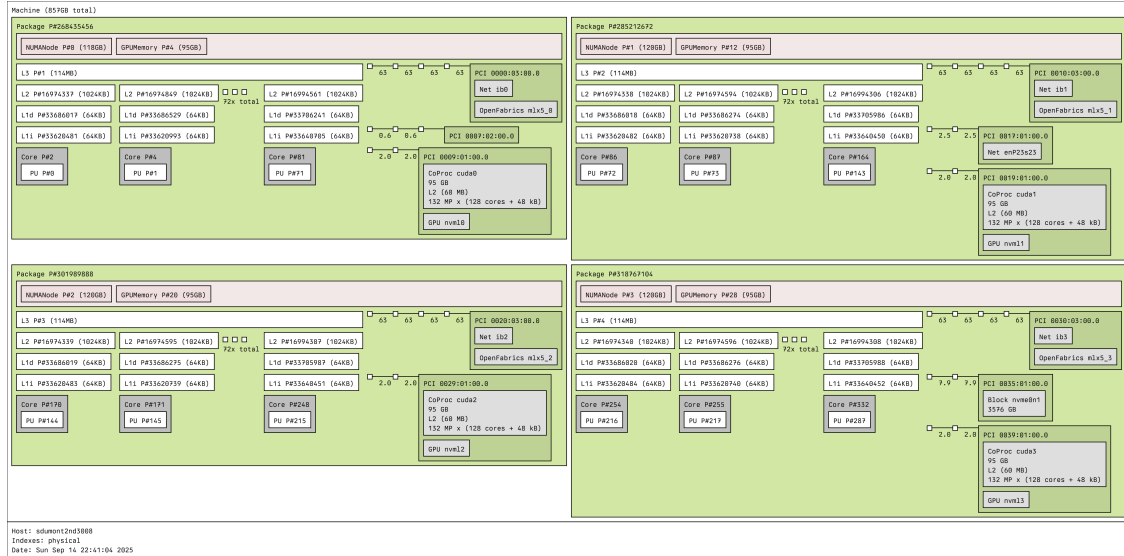 Machine (857GB total)
Package P#268435456
NUMANode P#0 (118GB) GPUMemory P#4 (95GB)
L3 P#1 (114MB)
L2 P#16974337 (1024KB) L2 P#16974849 (1024KB) 72x total L2 P#16994561 (1024KB)
L1d P#33686017 (64KB) L1d P#33686529 (64KB) L1d P#33706241 (64KB)
L1i P#33620481 (64KB) L1i P#33620993 (64KB) L1i P#33640705 (64KB)
Core P#2 Core P#4 Core P#81
PU P#0 PU P#1 PU P#71
63 63 63 63 PCI 0000:03:00.0
Net ib0
OpenFabrics mlx5_0
0.6 0.6 PCI 0007:02:00.0
2.0 2.0 PCI 0009:01:00.0
CoProc cuda0
95 GB
L2 (60 MB)
132 MP x (128 cores + 48 kB)
GPU nvml0
Package P#285212672
NUMANode P#1 (120GB) GPUMemory P#12 (95GB)
L3 P#2 (114MB)
L2 P#16974338 (1024KB) L2 P#16974594 (1024KB) 72x total L2 P#16994306 (1024KB)
L1d P#33686018 (64KB) L1d P#33686274 (64KB) L1d P#33705986 (64KB)
L1i P#33620482 (64KB) L1i P#33620738 (64KB) L1i P#33640450 (64KB)
Core P#86 Core P#87 Core P#164
PU P#72 PU P#73 PU P#143
63 63 63 63 PCI 0010:03:00.0
Net ib1
OpenFabrics mlx5_1
2.5 2.5 PCI 0017:01:00.0
Net enP23s23
2.0 2.0 PCI 0019:01:00.0
CoProc cuda1
95 GB
L2 (60 MB)
132 MP x (128 cores + 48 kB)
GPU nvml1
Package P#301989888
NUMANode P#2 (120GB) GPUMemory P#20 (95GB)
L3 P#3 (114MB)
L2 P#16974339 (1024KB) L2 P#16974595 (1024KB) 72x total L2 P#16994307 (1024KB)
L1d P#33686019 (64KB) L1d P#33686275 (64KB) L1d P#33705987 (64KB)
L1i P#33620483 (64KB) L1i P#33620739 (64KB) L1i P#33640451 (64KB)
Core P#170 Core P#171 Core P#248
PU P#144 PU P#145 PU P#215
63 63 63 63 PCI 0020:03:00.0
Net ib2
OpenFabrics mlx5_2
2.0 2.0 PCI 0029:01:00.0
CoProc cuda2
95 GB
L2 (60 MB)
132 MP x (128 cores + 48 kB)
GPU nvml2
Package P#318767104
NUMANode P#3 (120GB) GPUMemory P#28 (95GB)
L3 P#4 (114MB)
L2 P#16974340 (1024KB) L2 P#16974596 (1024KB) 72x total L2 P#16994308 (1024KB)
L1d P#33686020 (64KB) L1d P#33686276 (64KB) L1d P#33705988 (64KB)
L1i P#33620484 (64KB) L1i P#33620740 (64KB) L1i P#33640452 (64KB)
Core P#254 Core P#255 Core P#332
PU P#216 PU P#217 PU P#287
63 63 63 63 PCI 0030:03:00.0
Net ib3
OpenFabrics mlx5_3
7.9 7.9 PCI 0035:01:00.0
Block nvme0n1
3576 GB
2.0 2.0 PCI 0039:01:00.0
CoProc cuda3
95 GB
L2 (60 MB)
132 MP x (128 cores + 48 kB)
GPU nvml3
Host: sdumont2nd3008
Indexes: physical
Date: Sun Sep 14 22:41:04 2025